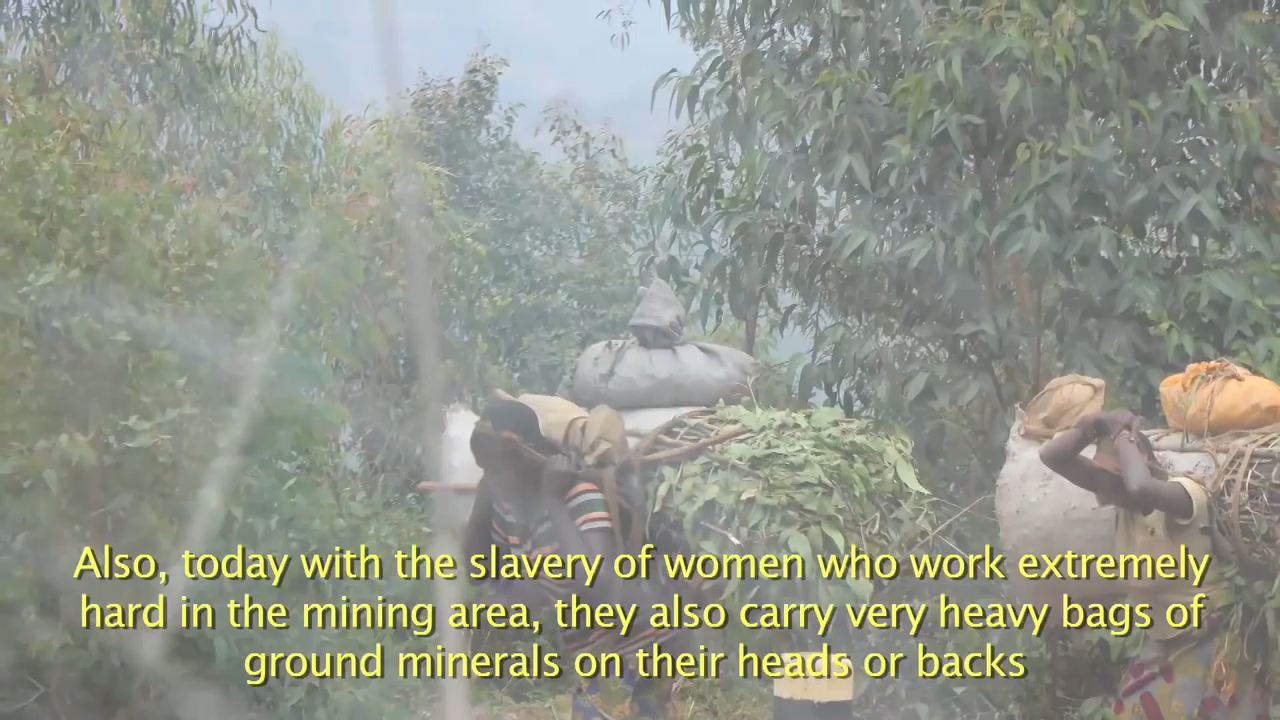 Also, today with the slavery of women who work extremely
hard in the mining area, they also carry very heavy bags of
ground minerals on their heads or backs